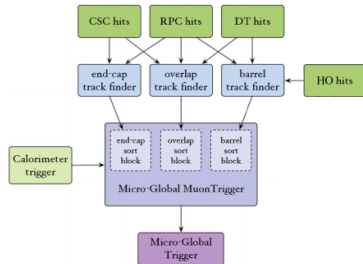 CSC hits
RPC hits
DT hits
end-cap
track finder
overlap
track finder
barrel
track finder
HO hits
end-cap
sort
block
overlap
sort
block
barrel
sort
block
Calorimeter
trigger
Micro-Global MuonTrigger
Micro-Global
Trigger